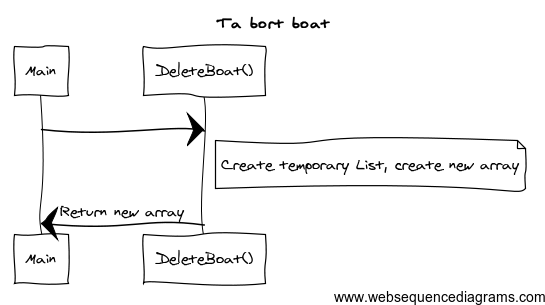 Ta bort boat
Main
DeleteBoat()
Create temporary List, create new array
Return new array
Main
DeleteBoat()
www.websequencediagrams.com